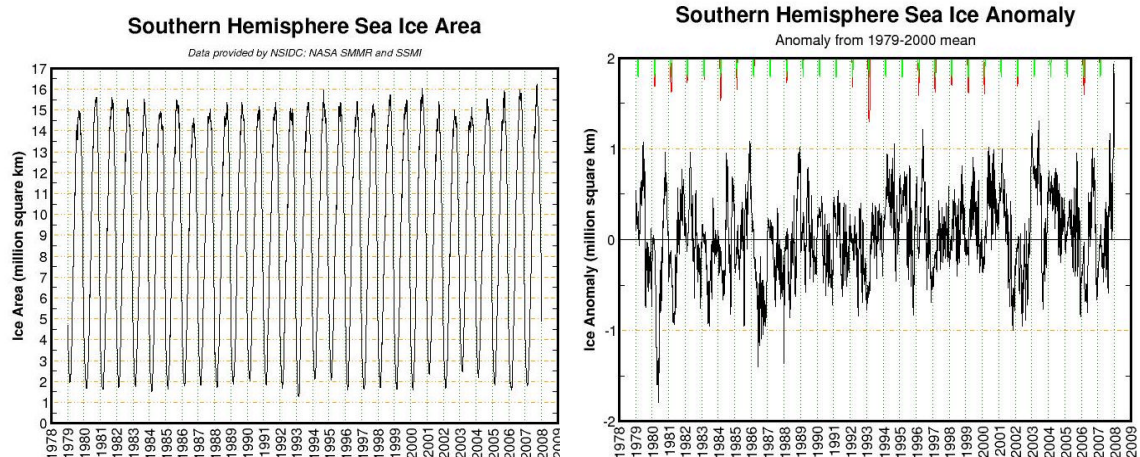 Southern Hemisphere Sea Ice Area
Data provided by NSIDC: NASA SMMR and SSMI
Ice Area (million square km)
17
16
15
14
13
12
11
10
9
8
7
6
5
4
3
2
1
0
1978 1979 1980 1981 1982 1983 1984 1985 1986 1987 1988 1989 1990 1991 1992 1993 1994 1995 1996 1997 1998 1999 2000 2001 2002 2003 2004 2005 2006 2007 2008 2009
Southern Hemisphere Sea Ice Anomaly
Anomaly from 1979-2000 mean
Ice Anomaly (million square km)
2
1
0
-1
-2
1978 1979 1980 1981 1982 1983 1984 1985 1986 1987 1988 1989 1990 1991 1992 1993 1994 1995 1996 1997 1998 1999 2000 2001 2002 2003 2004 2005 2006 2007 2008 2009